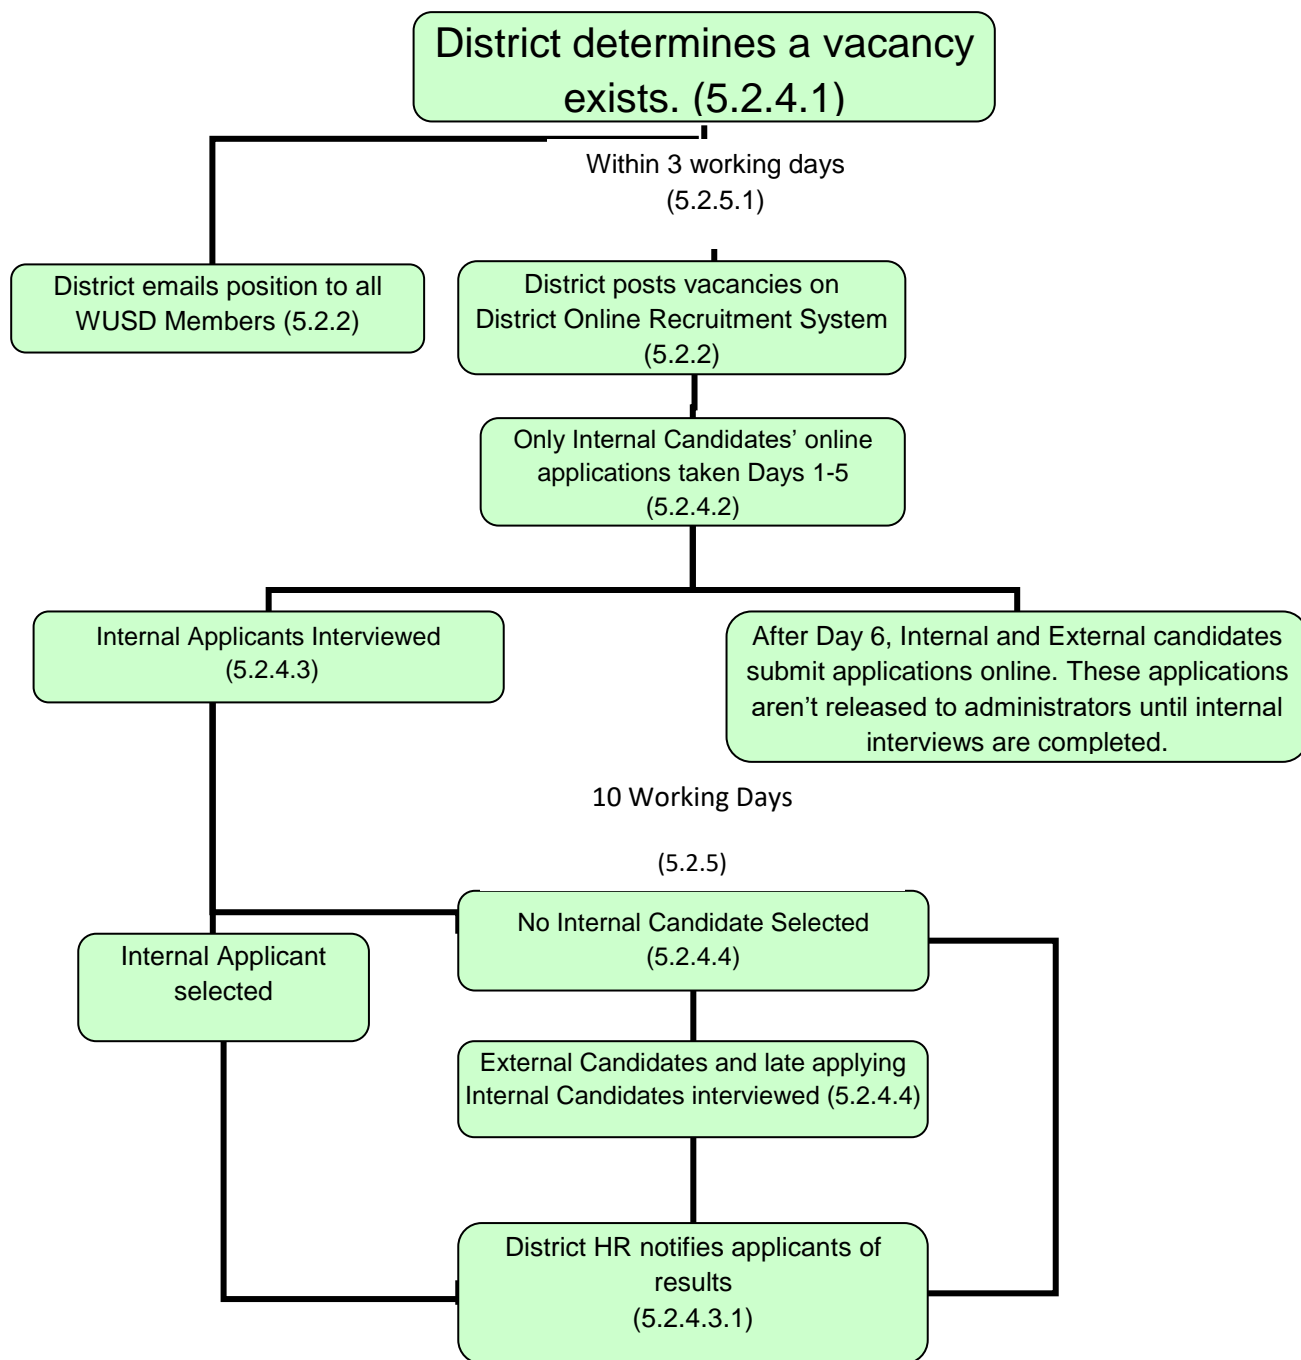 District determines a vacancy
exists. (5.2.4.1)
Within 3 working days
(5.2.5.1)
District emails position to all
WUSD Members (5.2.2)
District posts vacancies on
District Online Recruitment System
(5.2.2)
Only Internal Candidates’ online
applications taken Days 1-5
(5.2.4.2)
Internal Applicants Interviewed
(5.2.4.3)
After Day 6, Internal and External candidates
submit applications online. These applications
aren’t released to administrators until internal
interviews are completed.
10 Working Days
(5.2.5)
No Internal Candidate Selected
(5.2.4.4)
Internal Applicant
selected
External Candidates and late applying
Internal Candidates interviewed (5.2.4.4)
District HR notifies applicants of
results
(5.2.4.3.1)